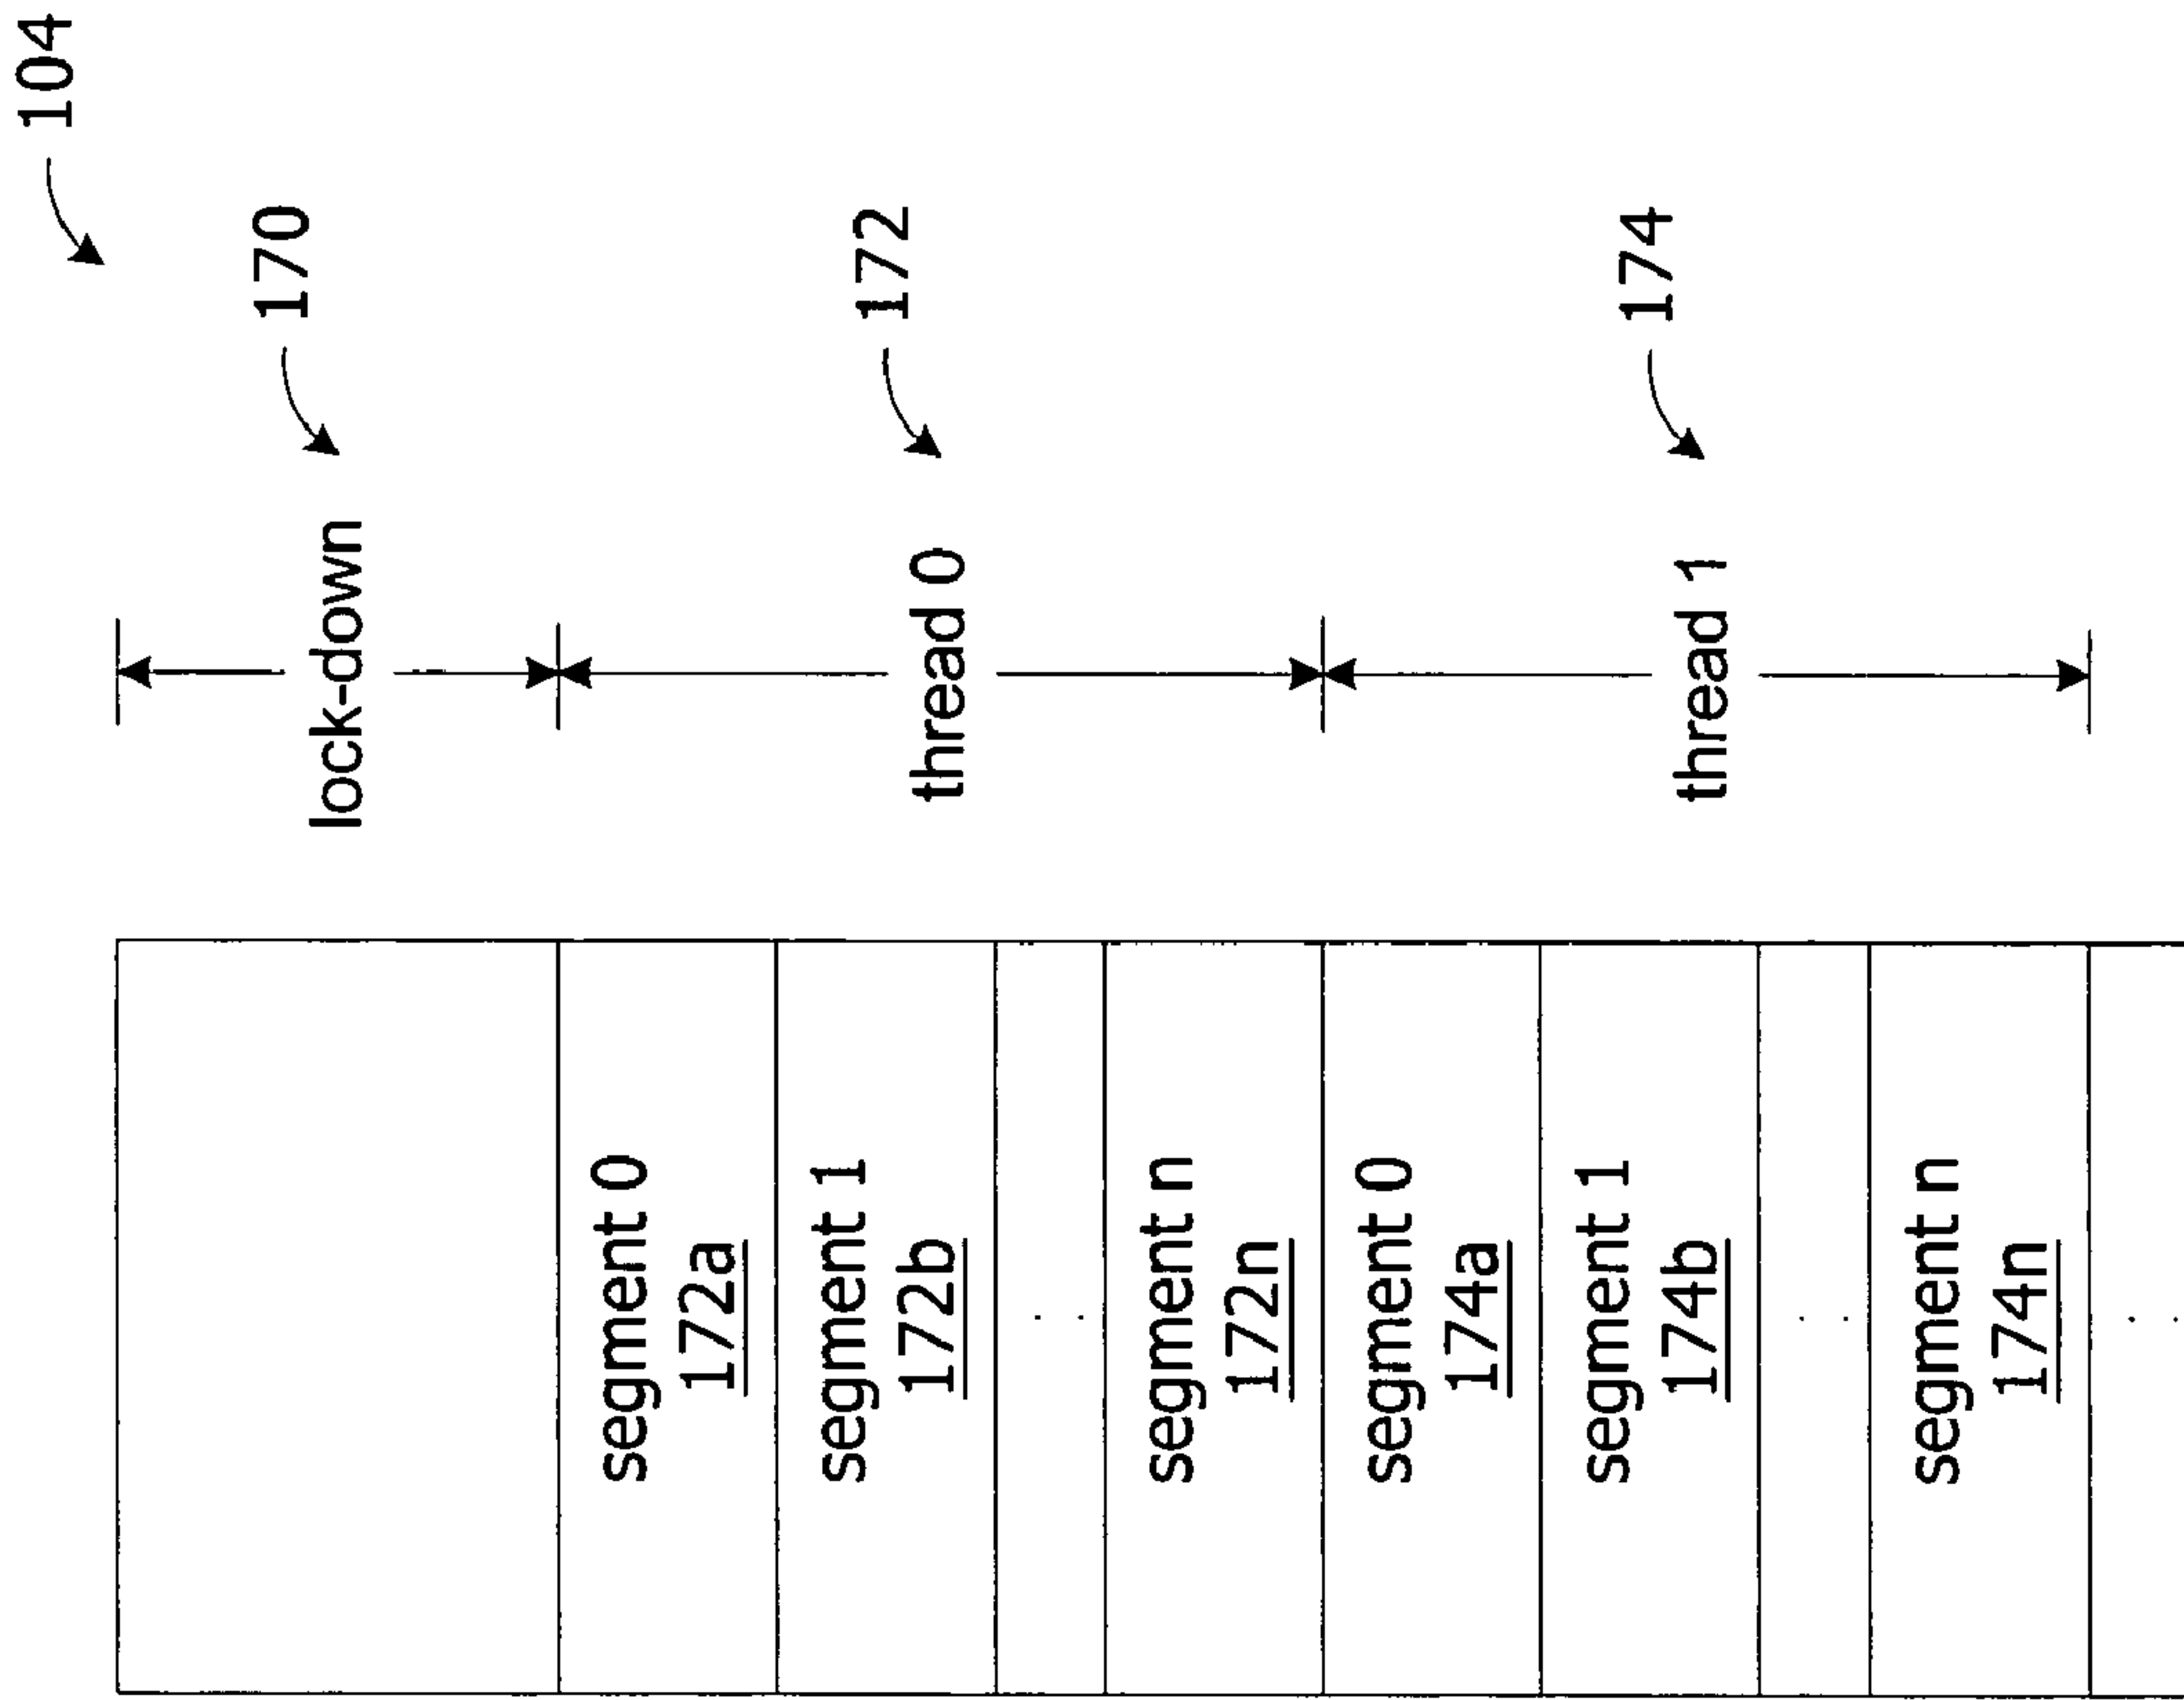 104
170
lock-down
172
thread 0
174
thread 1
segment 0
172a
segment 1
172b
segment n
172n
segment 0
174a
segment 1
174b
segment n
174n